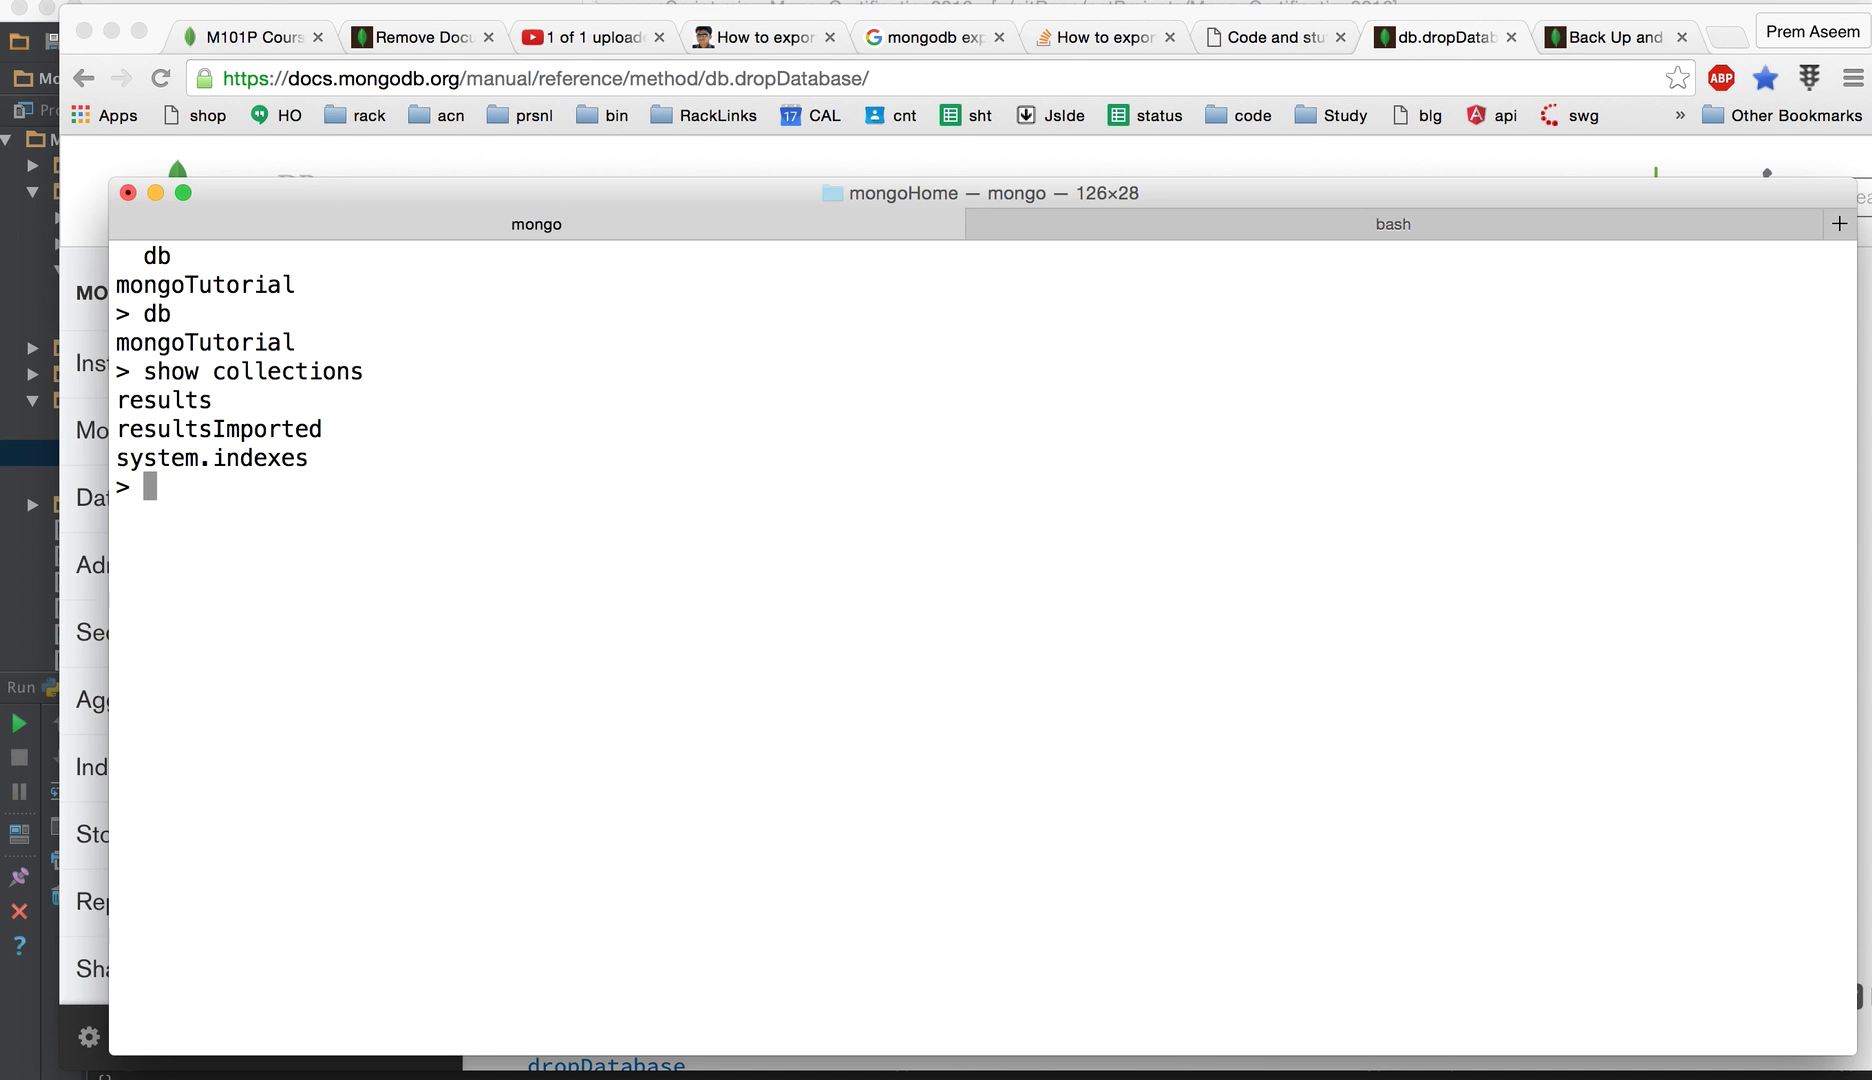 M101P Cours
Remove Docu
1 of 1 upload
How to expor
mongodb exp
How to expor
Code and stu
db.dropDatab
Back Up and
Prem Aseem
https://docs.mongodb.org/manual/reference/method/db.dropDatabase/
ABP
Apps
shop
HO
rack
acn
prsnl
bin
RackLinks
17 CAL
cnt
sht
JsIde
status
code
Study
blg
api
swg
»
Other Bookmarks
mongoHome — mongo — 126×28
mongo
bash
+
db
mongoTutorial
> db
mongoTutorial
> show collections
results
resultsImported
system.indexes
>
MO
Inst
Mo
Dat
Adr
Sec
Agg
Ind
Sto
Rep
Sha
Run
dropDatabase